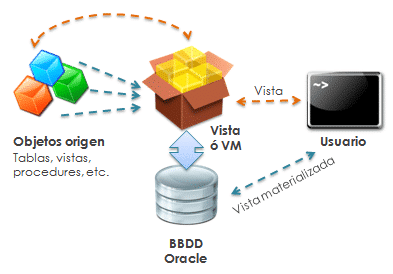 Vista
~>
Objetos origen
Tablas, vistas,
procedures, etc.
Vista
ó VM
Usuario
Vista materializada
BBDD
Oracle